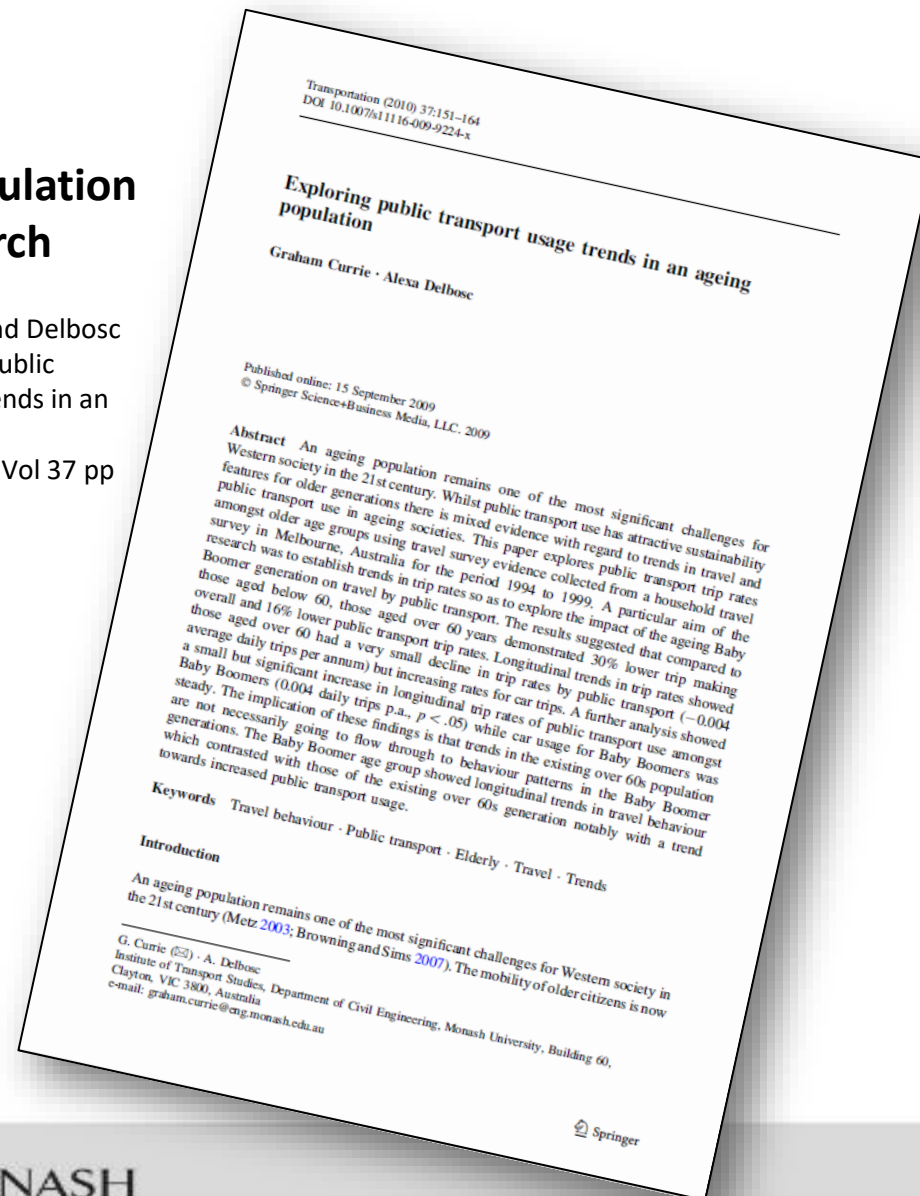 ulation
rch
nd Delbosc
ublic
ends in an
Vol 37 pp
Transportation (2010) 37:151–164
DOI 10.1007/s11116-009-9224-x
Exploring public transport usage trends in an ageing
population
Graham Currie · Alexa Delbosc
Published online: 15 September 2009
© Springer Science+Business Media, LLC. 2009
Abstract An ageing population remains one of the most significant challenges for
Western society in the 21st century. Whilst public transport use has attractive sustainability
features for older generations there is mixed evidence with regard to trends in travel and
public transport use in ageing societies. This paper explores public transport trip rates
amongst older age groups using travel survey evidence collected from a household travel
survey in Melbourne, Australia for the period 1994 to 1999. A particular aim of the
research was to establish trends in trip rates so as to explore the impact of the ageing Baby
Boomer generation on travel by public transport. The results suggested that compared to
those aged below 60, those aged over 60 years demonstrated 30% lower trip making
overall and 16% lower public transport trip rates. Longitudinal trends in trip rates showed
those aged over 60 had a very small decline in trip rates by public transport (−0.004
average daily trips per annum) but increasing rates for car trips. A further analysis showed
a small but significant increase in longitudinal trip rates of public transport use amongst
Baby Boomers (0.004 daily trips p.a., p < .05) while car usage for Baby Boomers was
steady. The implication of these findings is that trends in the existing over 60s population
are not necessarily going to flow through to behaviour patterns in the Baby Boomer
generations. The Baby Boomer age group showed longitudinal trends in travel behaviour
which contrasted with those of the existing over 60s generation notably with a trend
towards increased public transport usage.
Keywords Travel behaviour · Public transport · Elderly · Travel · Trends
Introduction
An ageing population remains one of the most significant challenges for Western society in
the 21st century (Metz 2003; Browning and Sims 2007). The mobility of older citizens is now
G. Currie (✉) · A. Delbosc
Institute of Transport Studies, Department of Civil Engineering, Monash University, Building 60,
Clayton, VIC 3800, Australia
e-mail: graham.currie@eng.monash.edu.au
Springer
NASH